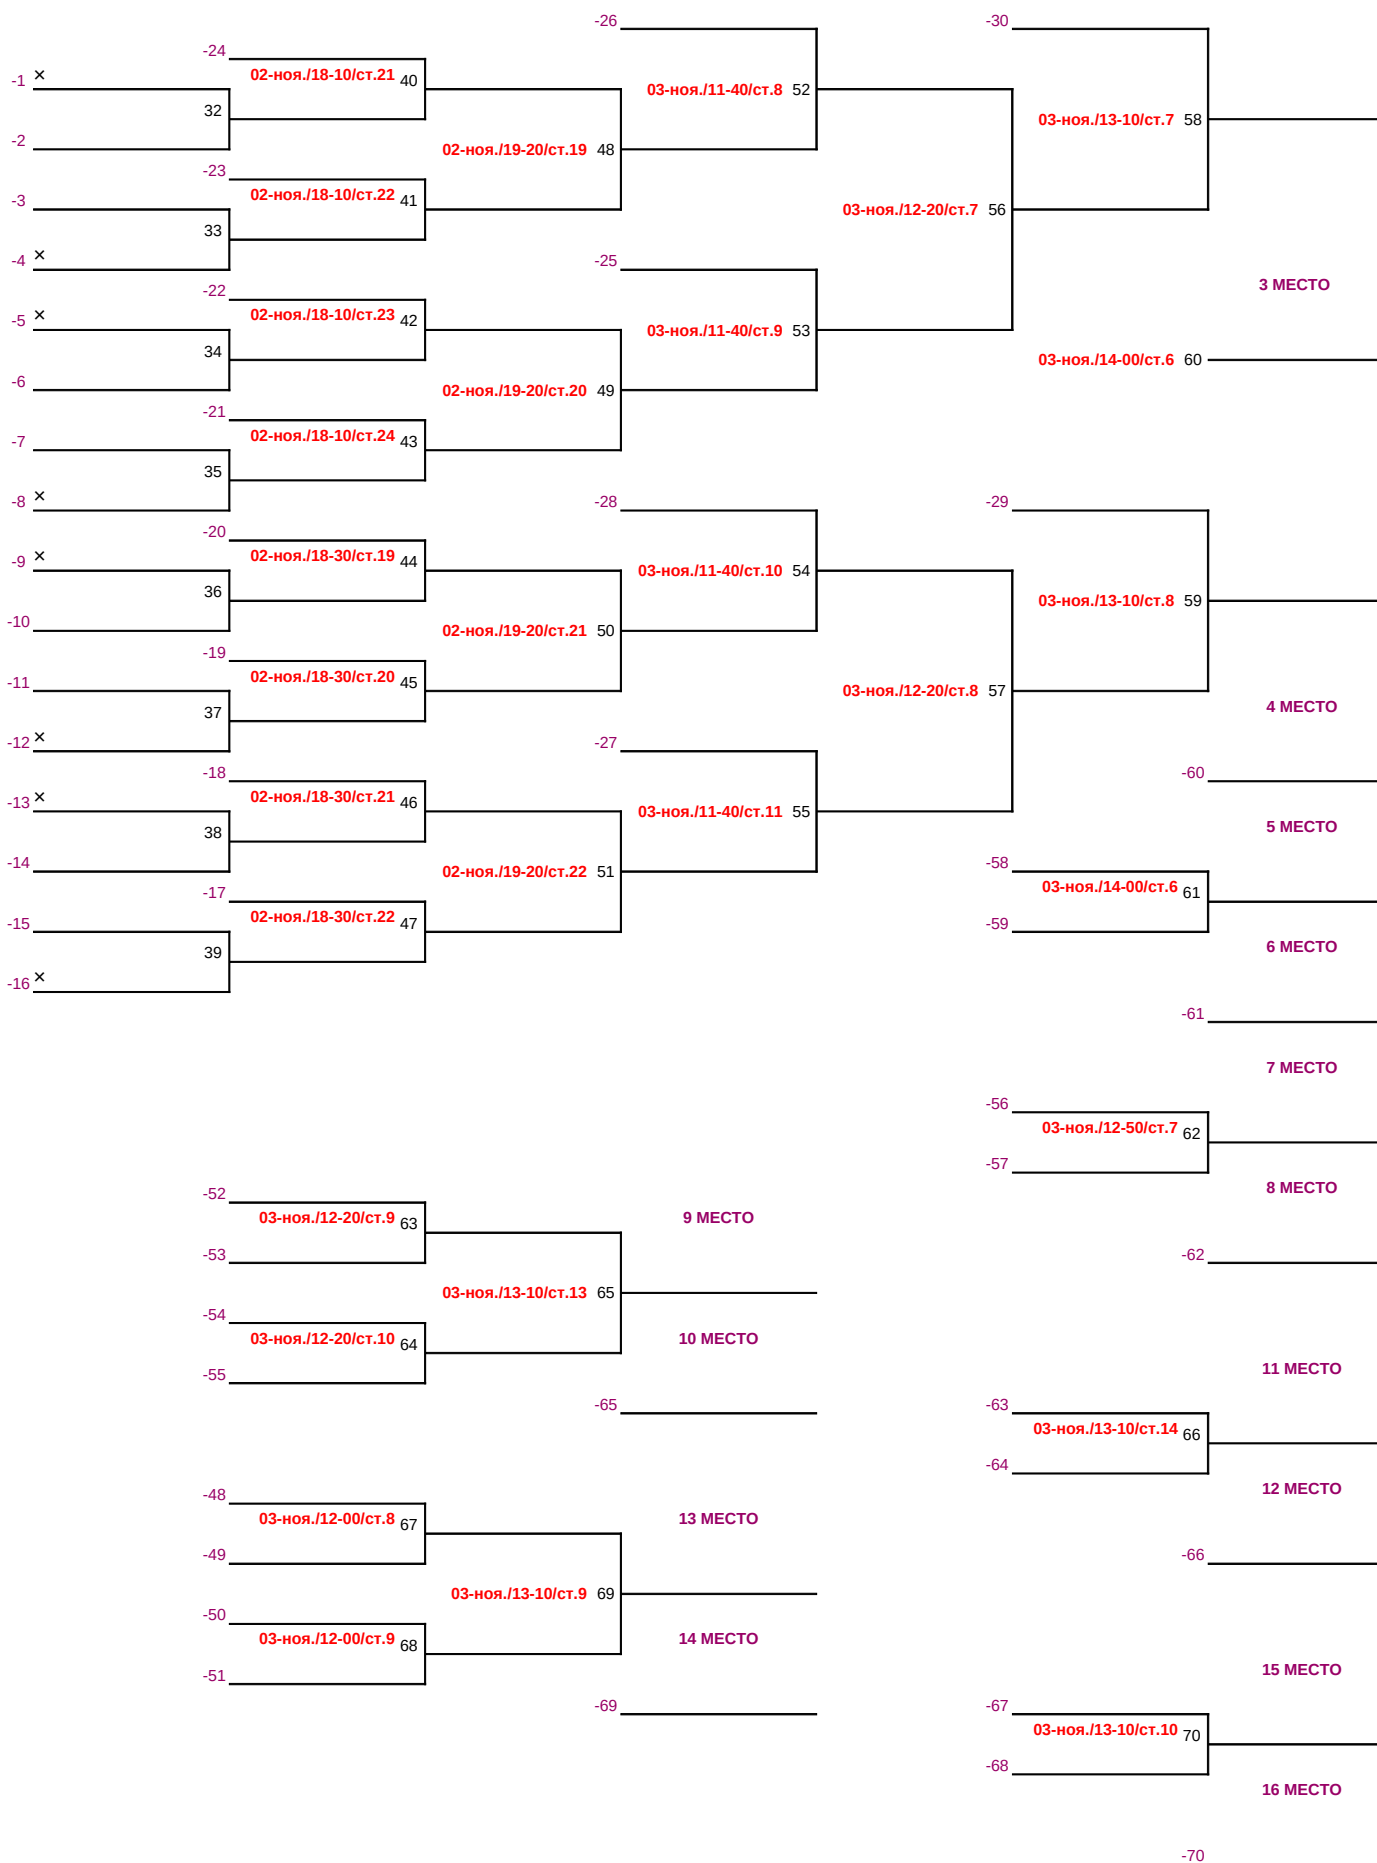 -26
-30
-24
-1 ×
02-ноя./18-10/ст.21 40
03-ноя./11-40/ст.8 52
32
03-ноя./13-10/ст.7 58
-2
02-ноя./19-20/ст.19 48
-23
-3
02-ноя./18-10/ст.22 41
03-ноя./12-20/ст.7 56
33
-4 ×
-25
3 МЕСТО
-22
-5 ×
02-ноя./18-10/ст.23 42
03-ноя./11-40/ст.9 53
34
03-ноя./14-00/ст.6 60
-6
02-ноя./19-20/ст.20 49
-21
-7
02-ноя./18-10/ст.24 43
35
-8 ×
-28
-29
-20
-9 ×
02-ноя./18-30/ст.19 44
03-ноя./11-40/ст.10 54
36
03-ноя./13-10/ст.8 59
-10
02-ноя./19-20/ст.21 50
-19
-11
02-ноя./18-30/ст.20 45
03-ноя./12-20/ст.8 57
37
4 МЕСТО
-12 ×
-27
-18
-60
-13 ×
02-ноя./18-30/ст.21 46
03-ноя./11-40/ст.11 55
38
5 МЕСТО
-14
02-ноя./19-20/ст.22 51
-58
-17
03-ноя./14-00/ст.6 61
-15
02-ноя./18-30/ст.22 47
-59
39
6 МЕСТО
-16 ×
-61
7 МЕСТО
-56
03-ноя./12-50/ст.7 62
-57
-52
8 МЕСТО
03-ноя./12-20/ст.9 63
9 МЕСТО
-53
-62
03-ноя./13-10/ст.13 65
-54
03-ноя./12-20/ст.10 64
10 МЕСТО
-55
11 МЕСТО
-65
-63
03-ноя./13-10/ст.14 66
-64
-48
12 МЕСТО
03-ноя./12-00/ст.8 67
13 МЕСТО
-49
-66
03-ноя./13-10/ст.9 69
-50
03-ноя./12-00/ст.9 68
14 МЕСТО
-51
15 МЕСТО
-69
-67
03-ноя./13-10/ст.10 70
-68
16 МЕСТО
-70